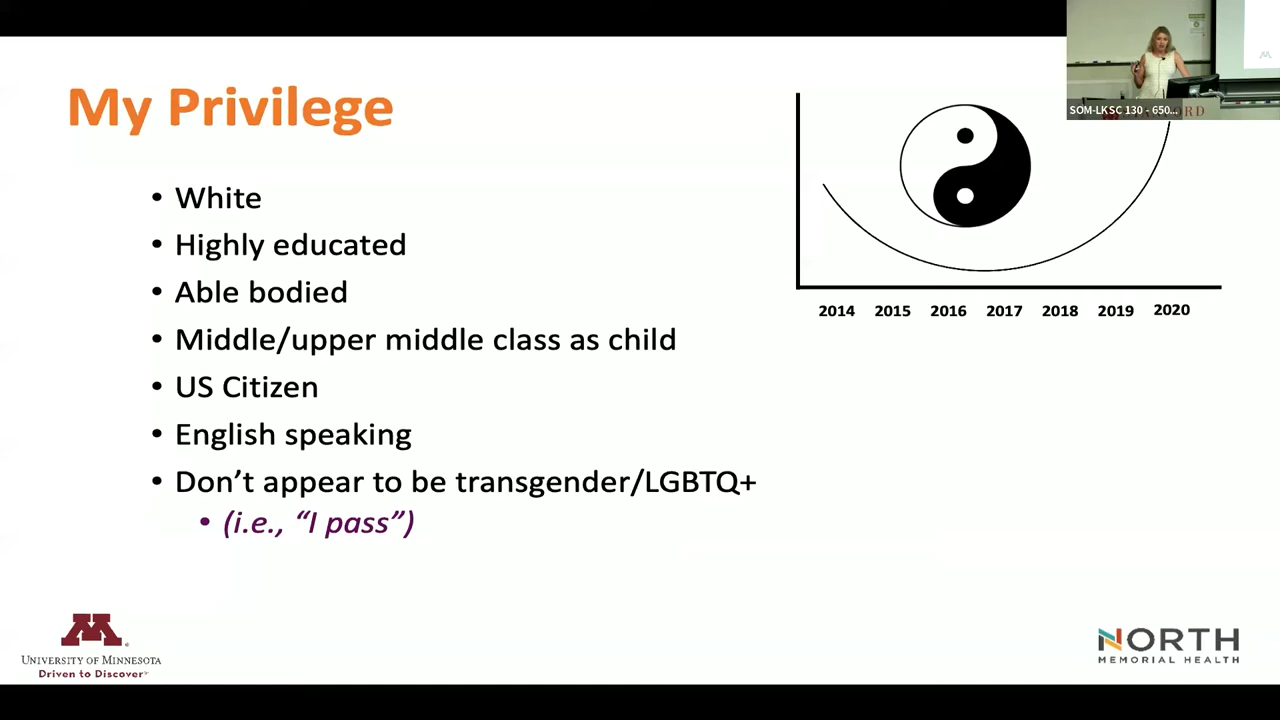 My Privilege
• White
• Highly educated
• Able bodied
• Middle/upper middle class as child
• US Citizen
• English speaking
• Don’t appear to be transgender/LGBTQ+
• (i.e., “I pass”)
2014 2015 2016 2017 2018 2019 2020
SOM-LKSC 130 - 650...
M
UNIVERSITY OF MINNESOTA
Driven to Discover
NORTH
MEMORIAL HEALTH